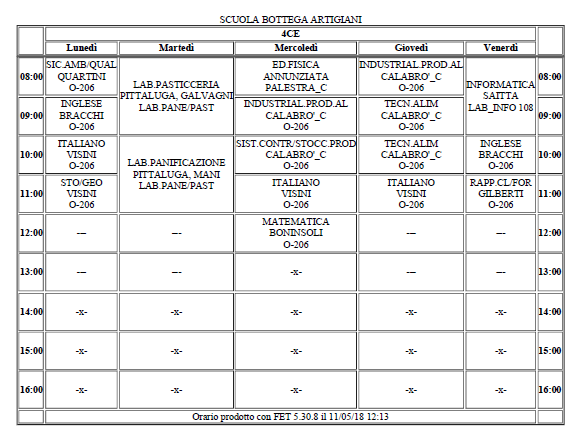 SCUOLA BOTTEGA ARTIGIANI
4CE
Lunedì Martedì Mercoledì Giovedì Venerdì
08:00 SIC.AMB/QUAL LAB.PASTICCERIA ED.FISICA INDUSTRIAL.PROD.AL INFORMATICA 08:00
QUARTINI PITTALUGA, GALVAGNI ANNUNZIATA CALABRO'_C SAITTA
O-206 LAB.PANE/PAST PALESTRA_C O-206 LAB_INFO 108
09:00 INGLESE INDUSTRIAL.PROD.AL TECN.ALIM 09:00
BRACCHI CALABRO'_C CALABRO'_C
O-206 O-206 O-206
10:00 ITALIANO LAB.PANIFICAZIONE SIST.CONTR/STOCC.PROD TECN.ALIM INGLESE 10:00
VISINI PITTALUGA, MANI CALABRO'_C CALABRO'_C BRACCHI
O-206 LAB.PANE/PAST O-206 O-206 O-206
11:00 STO/GEO ITALIANO ITALIANO RAPP.CL/FOR 11:00
VISINI VISINI VISINI GILBERTI
O-206 O-206 O-206 O-206
12:00 --- --- MATEMATICA --- --- 12:00
BONINSOLI
O-206
13:00 --- --- -x- --- --- 13:00
14:00 -x- -x- -x- -x- -x- 14:00
15:00 -x- -x- -x- -x- -x- 15:00
16:00 -x- -x- -x- -x- -x- 16:00
Orario prodotto con FET 5.30.8 il 11/05/18 12:13